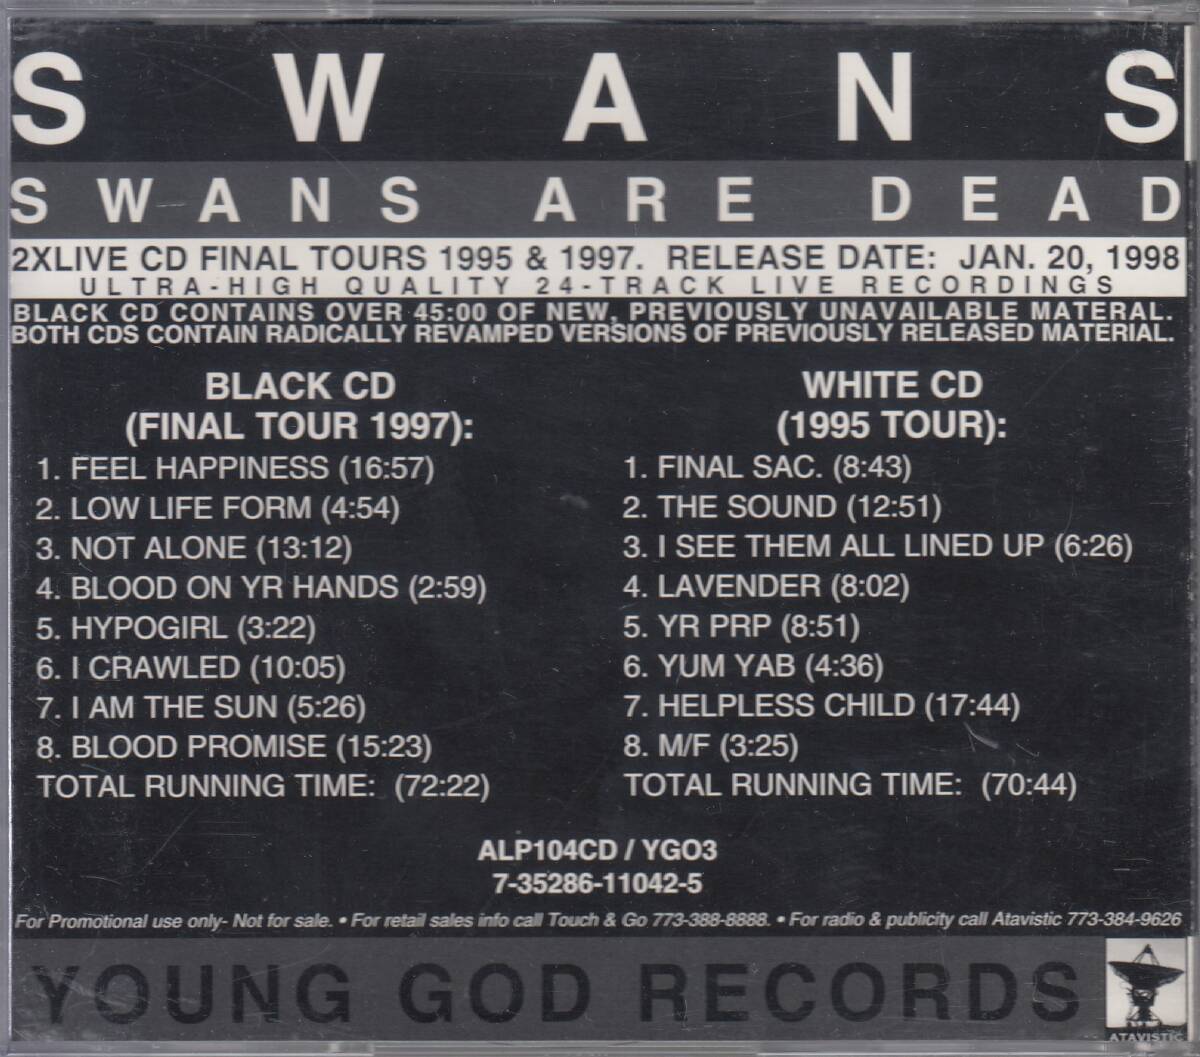 SWANS
SWANS ARE DEAD
2XLIVE CD FINAL TOURS 1995 & 1997. RELEASE DATE: JAN. 20, 1998
ULTRA-HIGH QUALITY 24-TRACK LIVE RECORDINGS
BLACK CD CONTAINS OVER 45:00 OF NEW, PREVIOUSLY UNAVAILABLE MATERAL.
BOTH CDS CONTAIN RADICALLY REVAMPED VERSIONS OF PREVIOUSLY RELEASED MATERIAL.
BLACK CD
(FINAL TOUR 1997):
1. FEEL HAPPINESS (16:57)
2. LOW LIFE FORM (4:54)
3. NOT ALONE (13:12)
4. BLOOD ON YR HANDS (2:59)
5. HYPOGIRL (3:22)
6. I CRAWLED (10:05)
7. I AM THE SUN (5:26)
8. BLOOD PROMISE (15:23)
TOTAL RUNNING TIME: (72:22)
WHITE CD
(1995 TOUR):
1. FINAL SAC. (8:43)
2. THE SOUND (12:51)
3. I SEE THEM ALL LINED UP (6:26)
4. LAVENDER (8:02)
5. YR PRP (8:51)
6. YUM YAB (4:36)
7. HELPLESS CHILD (17:44)
8. M/F (3:25)
TOTAL RUNNING TIME: (70:44)
ALP104CD / YGO3
7-35286-11042-5
For Promotional use only- Not for sale. • For retail sales info call Touch & Go 773-388-8888. • For radio & publicity call Atavistic 773-384-9626
YOUNG GOD RECORDS
ATAVISTIC